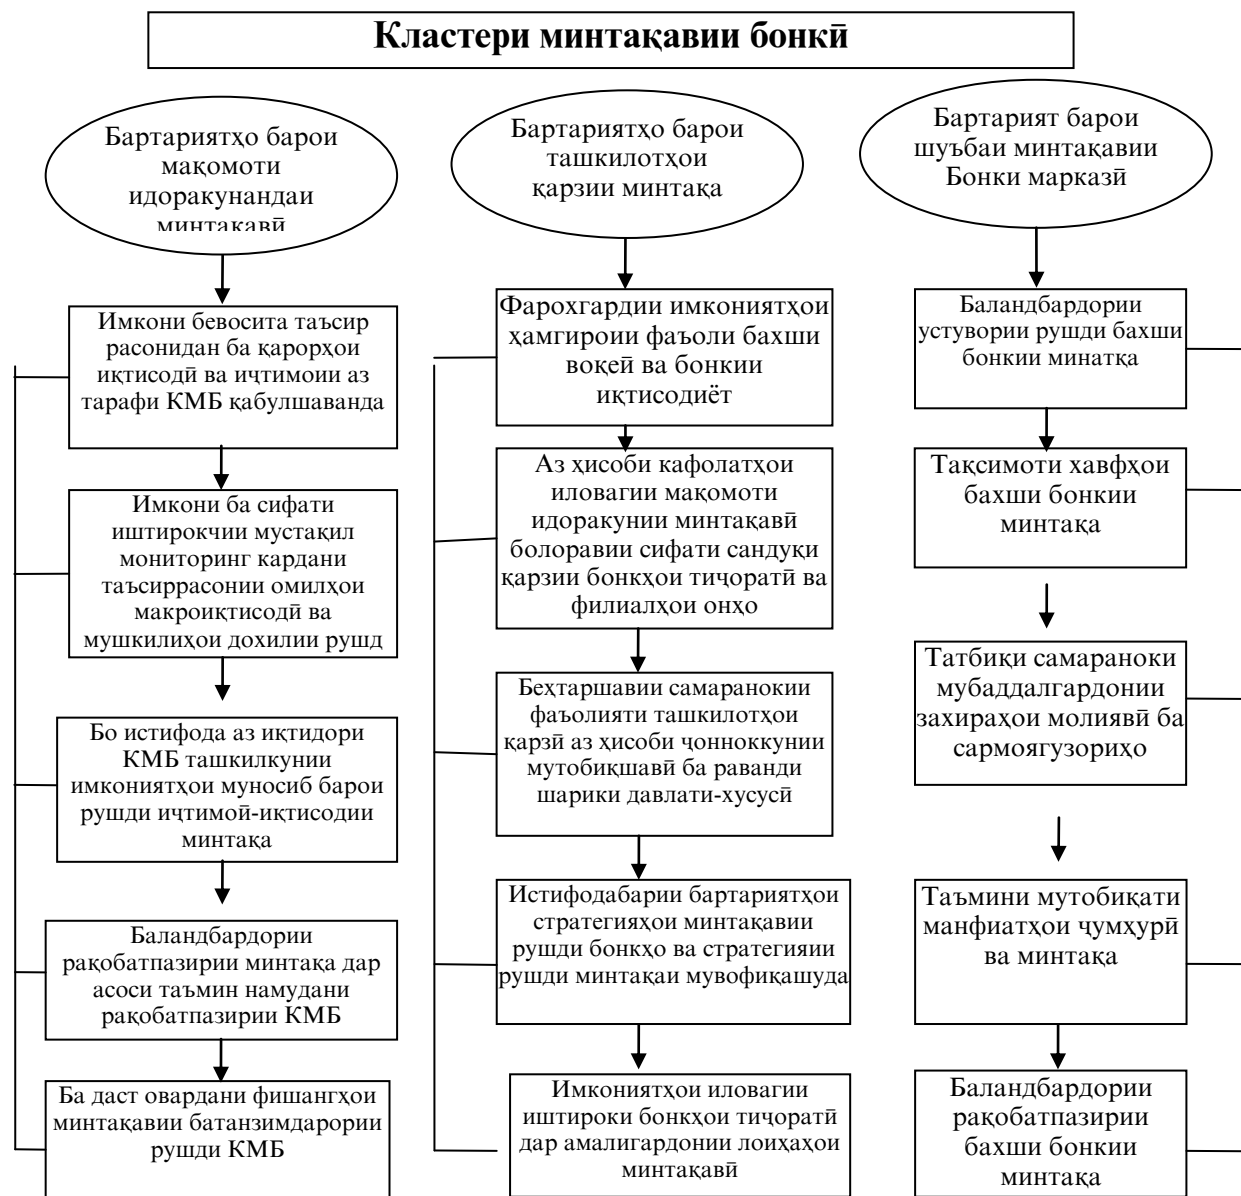 Кластери минтақавии бонкӣ
Бартариятҳо барои
мақомоти
идоракунандаи
минтақавӣ
Имкони бевосита таъсир
расонидан ба қарорҳои
иқтисодӣ ва иҷтимоии аз
тарафи КМБ қабулшаванда
Имкони ба сифати
иштирокчии мустақил
мониторинг кардани
таъсиррасонии омилҳои
макроиқтисодӣ ва
мушкилиҳои дохилии рушд
Бо истифода аз иқтидори
КМБ ташкилкунии
имкониятҳои муносиб барои
рушди иҷтимоӣ-иқтисодии
минтақа
Баландбардории
рақобатпазирии минтақа дар
асоси таъмин намудани
рақобатпазирии КМБ
Ба даст овардани фишангҳои
минтақавии батанзимдарории
рушди КМБ
Бартариятҳо барои
ташкилотҳои
қарзии минтақа
Фарохгардии имкониятҳои
ҳамгироии фаъоли бахши
воқеӣ ва бонкии
иқтисодиёт
Аз ҳисоби кафолатҳои
иловагии мақомоти
идоракунии минтақавӣ
болоравии сифати сандуқи
қарзии бонкҳои тиҷоратӣ ва
филиалҳои онҳо
Беҳтаршавии самаранокии
фаъолияти ташкилотҳои
қарзӣ аз ҳисоби ҷонноккунии
мутобиқшавӣ ба раванди
шарики давлати-хусусӣ
Истифодабарии бартариятҳои
стратегияҳои минтақавии
рушди бонкҳо ва стратегияии
рушди минтақаи мувофиқашуда
Имкониятҳои иловагии
иштироки бонкҳои тиҷоратӣ
дар амалигардонии лоиҳаҳои
минтақавӣ
Бартарият барои
шуъбаи минтақавии
Бонки марказӣ
Баландбардории
устувории рушди бахши
бонкии минатқа
Тақсимоти хавфҳои
бахши бонкии
минтақа
Татбиқи самараноки
мубаддалгардонии
захираҳои молиявӣ ба
сармоягузориҳо
Таъмини мутобиқати
манфиатҳои ҷумҳурӣ
ва минтақа
Баландбардории
рақобатпазирии
бахши бонкии
минтақа